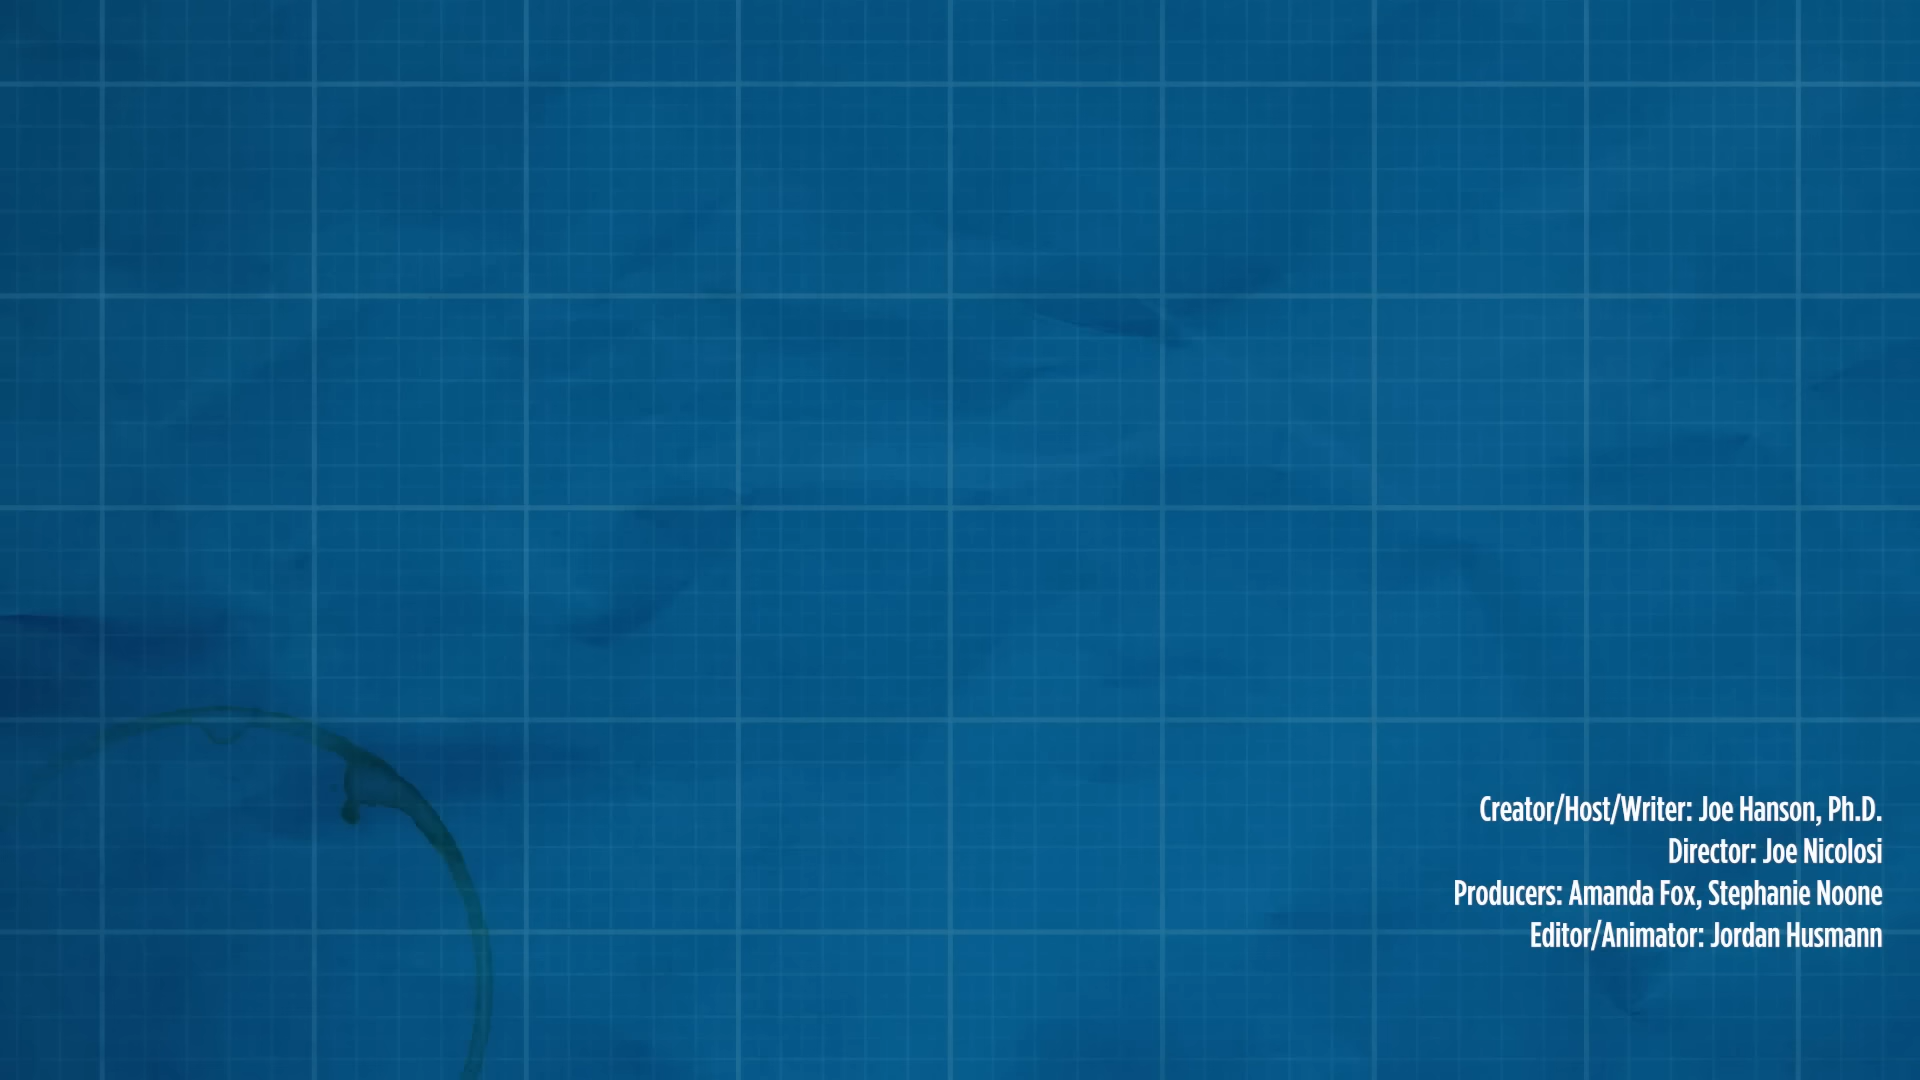 Creator/Host/Writer: Joe Hanson, Ph.D.
Director: Joe Nicolosi
Producers: Amanda Fox, Stephanie Noone
Editor/Animator: Jordan Husmann